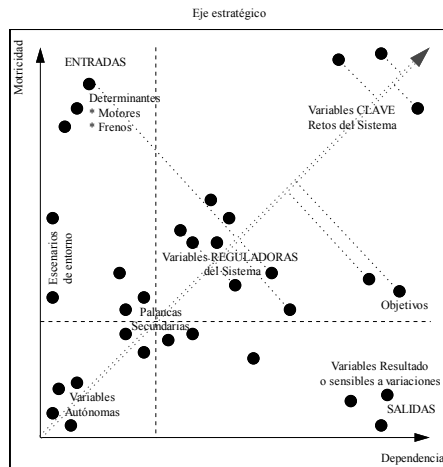 Eje estratégico
Motricidad
ENTRADAS
Determinantes
* Motores
* Frenos
Variables CLAVE
Retos del Sistema
Escenarios
de entorno
Variables REGULADORAS
del Sistema
Palancas
Secundarias
Objetivos
Variables
Autónomas
Variables Resultado
o sensibles a variaciones
SALIDAS
Dependencia